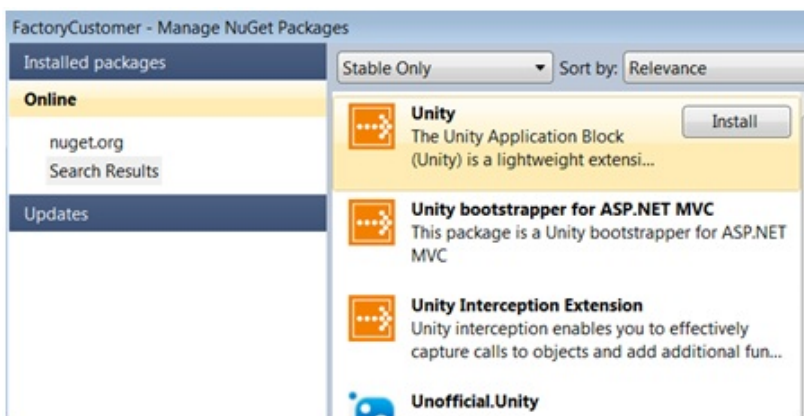 FactoryCustomer - Manage NuGet Packages
Installed packages
Online
nuget.org
Search Results
Updates
Stable Only
Sort by: Relevance
Unity
Install
The Unity Application Block
(Unity) is a lightweight extensi...
Unity bootstrapper for ASP.NET MVC
This package is a Unity bootstrapper for ASP.NET
MVC
Unity Interception Extension
Unity interception enables you to effectively
capture calls to objects and add additional fun...
Unofficial.Unity